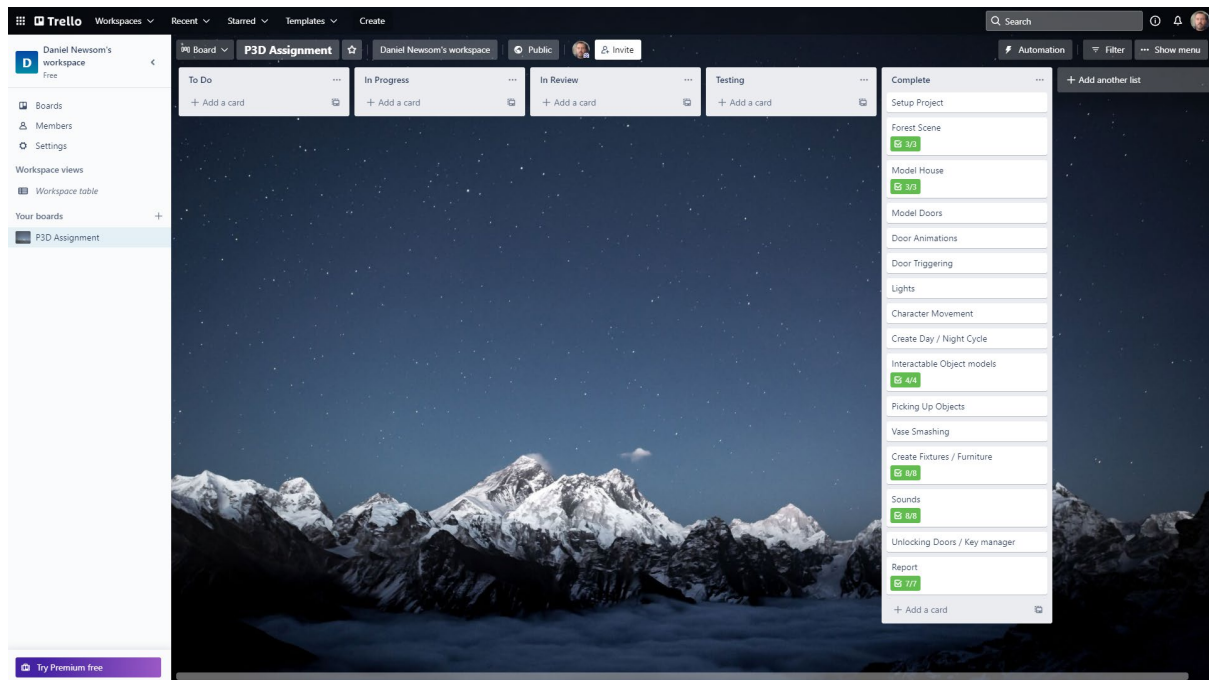 Trello Workspaces Recent Starred Templates Create Search
Daniel Newsom's
workspace
Free
D
Boards
Members
Settings
Workspace views
Workspace table
Your boards
P3D Assignment
Try Premium free
Board P3D Assignment Daniel Newsom's workspace Public Invite Automation Filter Show menu
To Do
Add a card
In Progress
Add a card
In Review
Add a card
Testing
Add a card
Complete
Setup Project
Forest Scene
3/3
Model House
3/3
Model Doors
Door Animations
Door Triggering
Lights
Character Movement
Create Day / Night Cycle
Interactable Object models
4/4
Picking Up Objects
Vase Smashing
Create Fixtures / Furniture
8/8
Sounds
8/8
Unlocking Doors / Key manager
Report
7/7
Add a card
Add another list